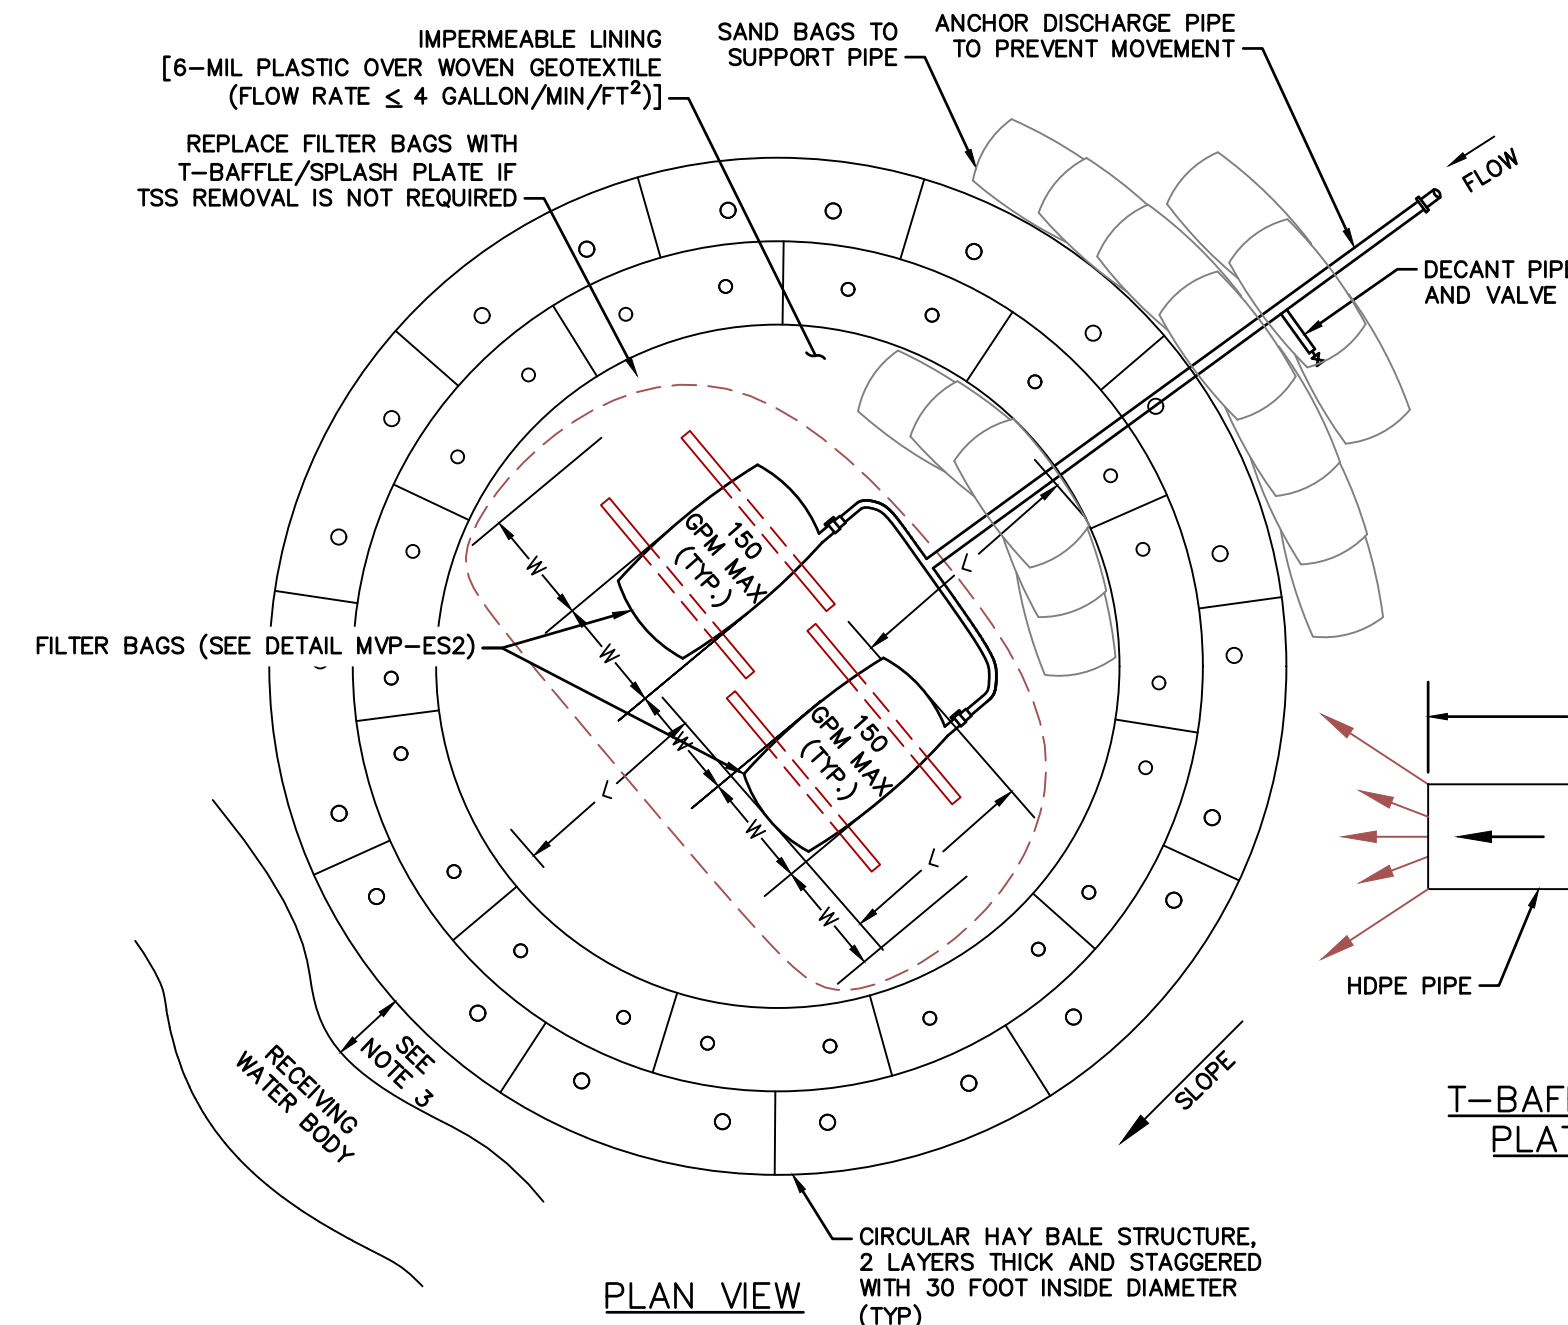 IMPERMEABLE LINING
[6-MIL PLASTIC OVER WOVEN GEOTEXTILE
(FLOW RATE ≤ 4 GALLON/MIN/FT²)]
REPLACE FILTER BAGS WITH
T-BAFFLE/SPLASH PLATE IF
TSS REMOVAL IS NOT REQUIRED
SAND BAGS TO
SUPPORT PIPE
ANCHOR DISCHARGE PIPE
TO PREVENT MOVEMENT
FLOW
DECANT PIPE
AND VALVE
150
GPM MAX
(TYP.)
W
L
W
FILTER BAGS (SEE DETAIL MVP-ES2)
W
150
GPM MAX
(TYP.)
L
W
L
W
HDPE PIPE
SEE
NOTE 3
RECEIVING
WATER BODY
SLOPE
T-BAF
PLAT
CIRCULAR HAY BALE STRUCTURE,
2 LAYERS THICK AND STAGGERED
WITH 30 FOOT INSIDE DIAMETER
(TYP)
PLAN VIEW